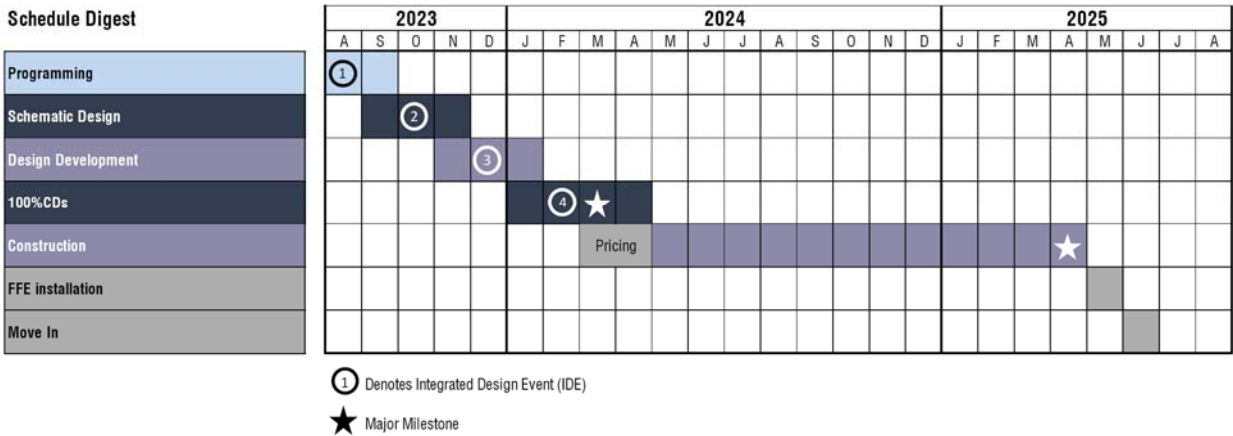 Schedule Digest
2023 2024 2025
A S O N D J F M A M J J A S O N D J F M A M J J A
Programming 1
Schematic Design 2
Design Development 3
100%CDs 4
Construction Pricing
FFE installation
Move In
1 Denotes Integrated Design Event (IDE)
Major Milestone